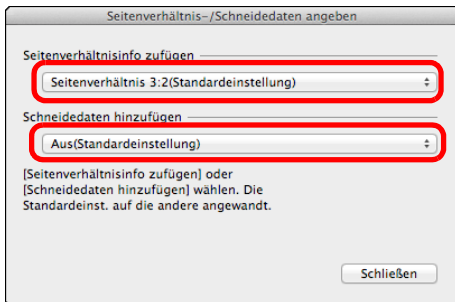 Seitenverhältnis-/Schneidedaten angeben
Seitenverhältnisinfo zufügen
Seitenverhältnis 3:2(Standardeinstellung)
Schneidedaten hinzufügen
Aus(Standardeinstellung)
[Seitenverhältnisinfo zufügen] oder
[Schneidedaten hinzufügen] wählen. Die
Standardeinst. auf die andere angewandt.
Schließen